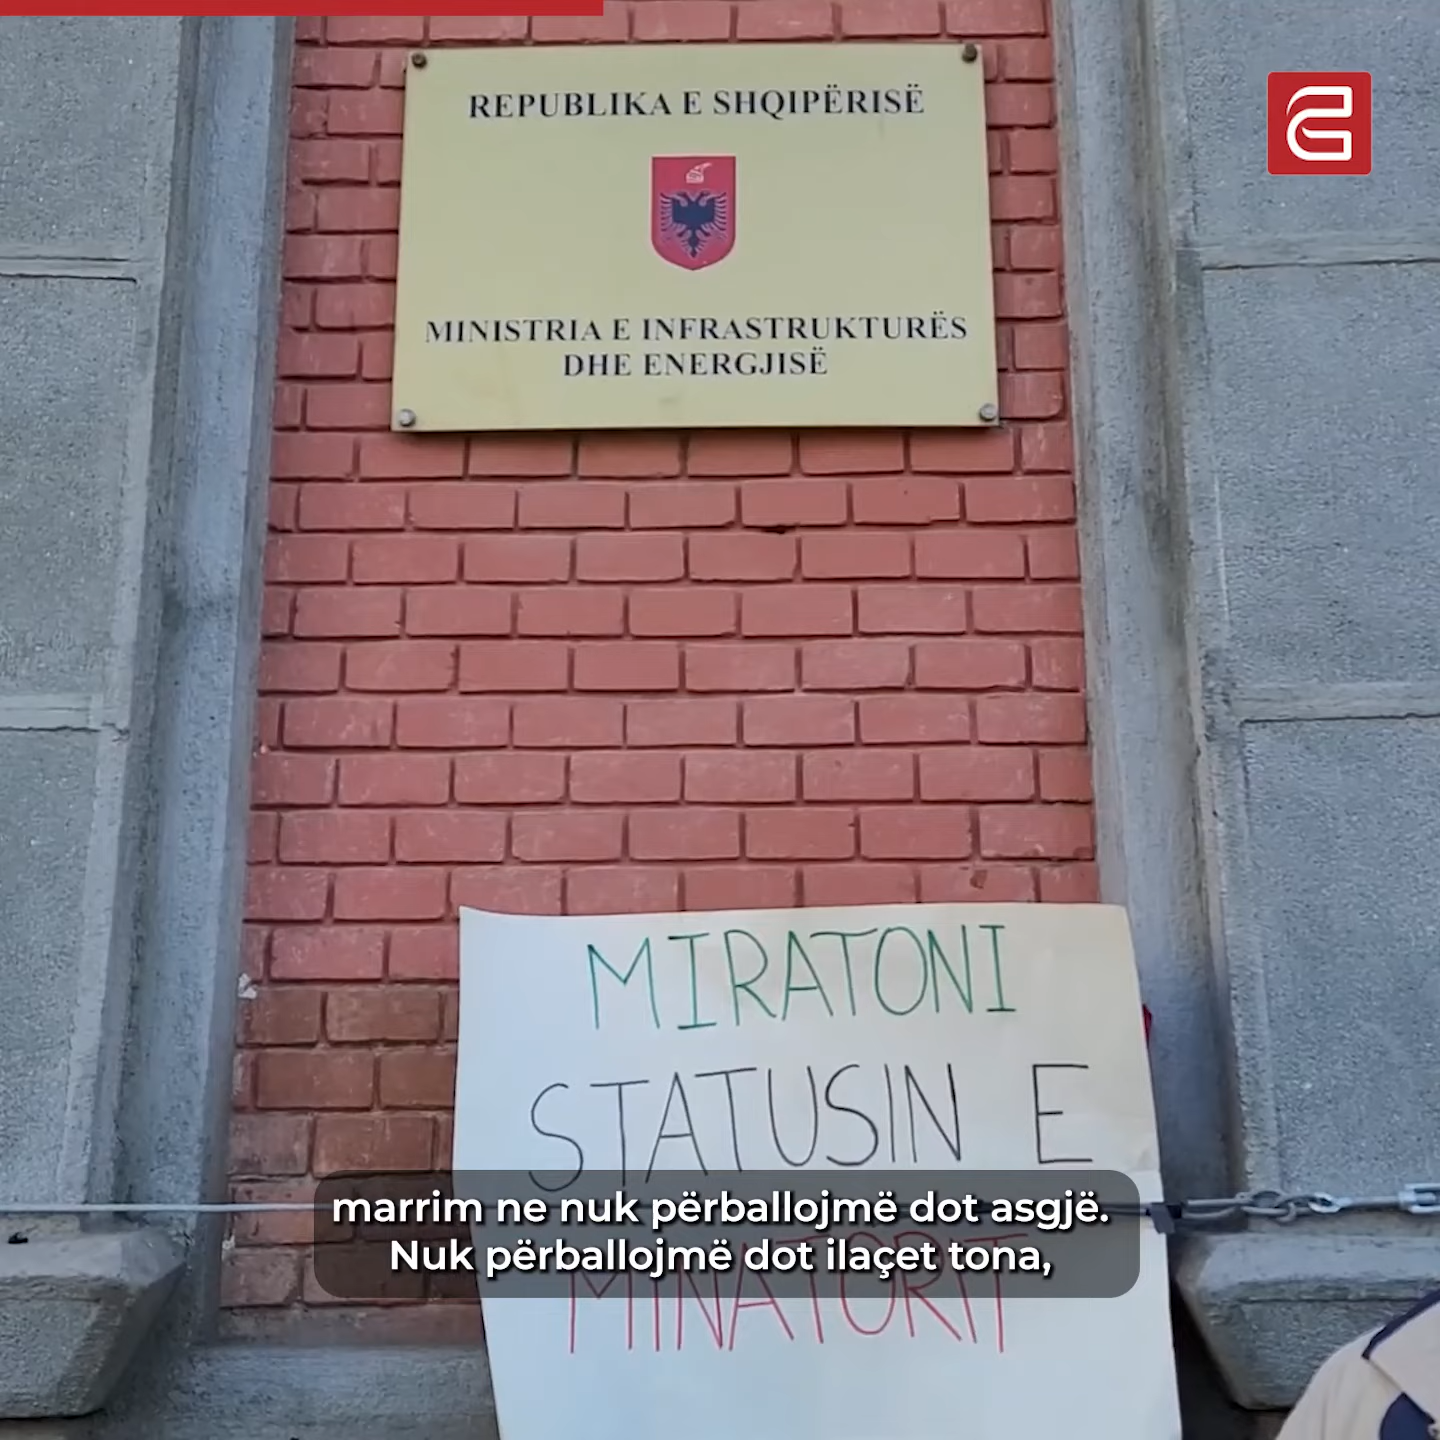 REPUBLIKA E SHQIPËRISË
MINISTRIA E INFRASTRUKTURËS
DHE ENERGJISË
MIRATONI
STATUSIN E
MINATORIT
marrim ne nuk përballojmë dot asgjë.
Nuk përballojmë dot ilaçet tona,